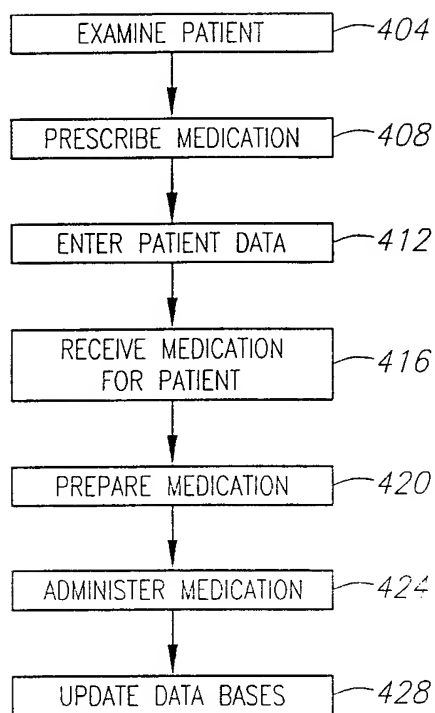 EXAMINE PATIENT 404
PRESCRIBE MEDICATION 408
ENTER PATIENT DATA 412
RECEIVE MEDICATION
FOR PATIENT 416
PREPARE MEDICATION 420
ADMINISTER MEDICATION 424
UPDATE DATA BASES 428